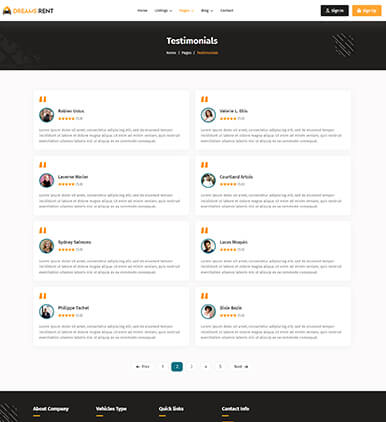 DREAMS RENT
Home Listings Pages Blog Contact
Sign In Sign Up
Testimonials
Home | Pages | Testimonials
Rabien Ustoc
(5.0)
Lorem ipsum dolor sit amet, consectetur adipiscing elit, sed do eiusmod tempor
incididunt ut labore et dolore magna aliqua. Ut enim ad minim veniam, quis nostrud
exercitation ullamco laboris nisi ut aliquip ex ea commodo consequat.
Valerie L. Ellis
(5.0)
Lorem ipsum dolor sit amet, consectetur adipiscing elit, sed do eiusmod tempor
incididunt ut labore et dolore magna aliqua. Ut enim ad minim veniam, quis nostrud
exercitation ullamco laboris nisi ut aliquip ex ea commodo consequat.
Laverne Marier
(5.0)
Lorem ipsum dolor sit amet, consectetur adipiscing elit, sed do eiusmod tempor
incididunt ut labore et dolore magna aliqua. Ut enim ad minim veniam, quis nostrud
exercitation ullamco laboris nisi ut aliquip ex ea commodo consequat.
Courtland Artois
(5.0)
Lorem ipsum dolor sit amet, consectetur adipiscing elit, sed do eiusmod tempor
incididunt ut labore et dolore magna aliqua. Ut enim ad minim veniam, quis nostrud
exercitation ullamco laboris nisi ut aliquip ex ea commodo consequat.
Sydney Salmons
(5.0)
Lorem ipsum dolor sit amet, consectetur adipiscing elit, sed do eiusmod tempor
incididunt ut labore et dolore magna aliqua. Ut enim ad minim veniam, quis nostrud
exercitation ullamco laboris nisi ut aliquip ex ea commodo consequat.
Lucas Moquin
(5.0)
Lorem ipsum dolor sit amet, consectetur adipiscing elit, sed do eiusmod tempor
incididunt ut labore et dolore magna aliqua. Ut enim ad minim veniam, quis nostrud
exercitation ullamco laboris nisi ut aliquip ex ea commodo consequat.
Philippe Tachel
(5.0)
Lorem ipsum dolor sit amet, consectetur adipiscing elit, sed do eiusmod tempor
incididunt ut labore et dolore magna aliqua. Ut enim ad minim veniam, quis nostrud
exercitation ullamco laboris nisi ut aliquip ex ea commodo consequat.
Dixie Basle
(5.0)
Lorem ipsum dolor sit amet, consectetur adipiscing elit, sed do eiusmod tempor
incididunt ut labore et dolore magna aliqua. Ut enim ad minim veniam, quis nostrud
exercitation ullamco laboris nisi ut aliquip ex ea commodo consequat.
Prev 1 2 3 4 5 Next
About Company Vehicles Type Quick links Contact Info